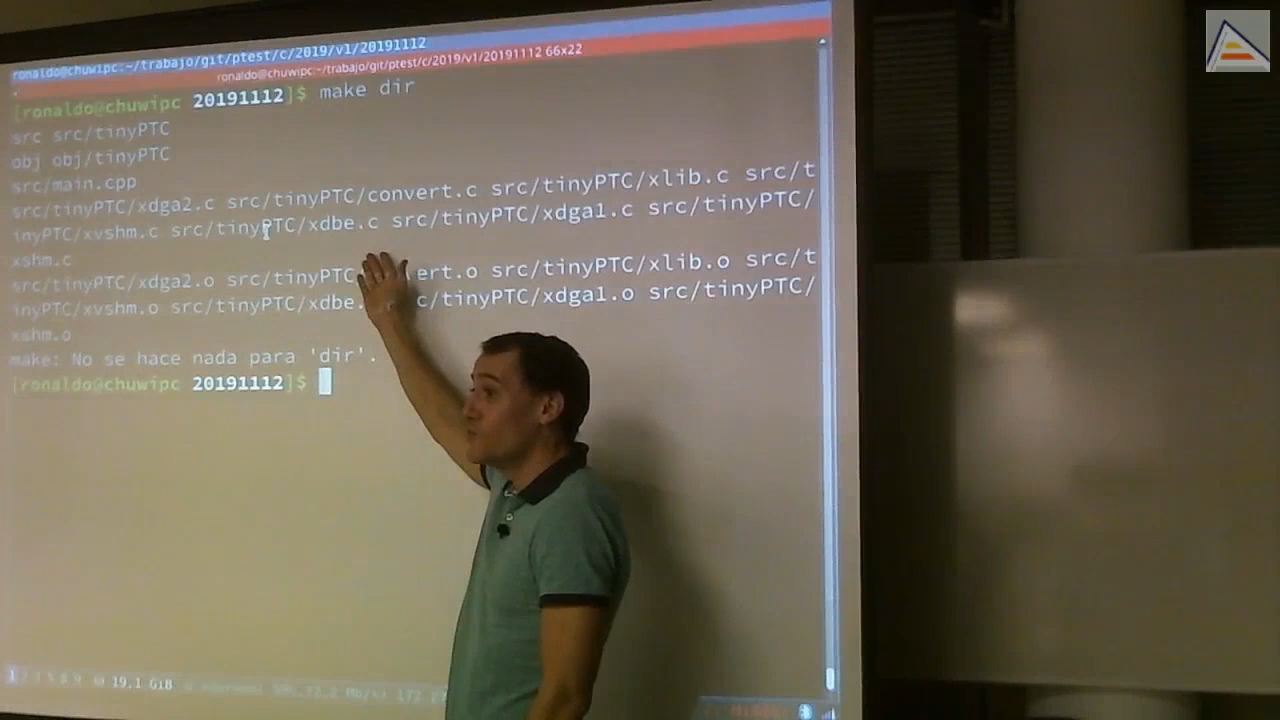 ronaldo@chuwipc:~/trabajo/git/ptest/c/2019/v1/20191112
ronaldo@chuwipc:~/trabajo/git/ptest/c/2019/v1/20191112 66x22
[ronaldo@chuwipc 20191112]$ make dir
src src/tinyPTC
obj obj/tinyPTC
src/main.cpp
src/tinyPTC/xdga2.c src/tinyPTC/convert.c src/tinyPTC/xlib.c src/t
inyPTC/xvshm.c src/tinyPTC/xdbe.c src/tinyPTC/xdga1.c src/tinyPTC/
xshm.c
src/tinyPTC/xdga2.o src/tinyPTC ert.o src/tinyPTC/xlib.o src/t
inyPTC/xvshm.o src/tinyPTC/xdbe. c/tinyPTC/xdga1.o src/tinyPTC/
xshm.o
make: No se hace nada para 'dir'.
[ronaldo@chuwipc 20191112]$
19.1 GiB